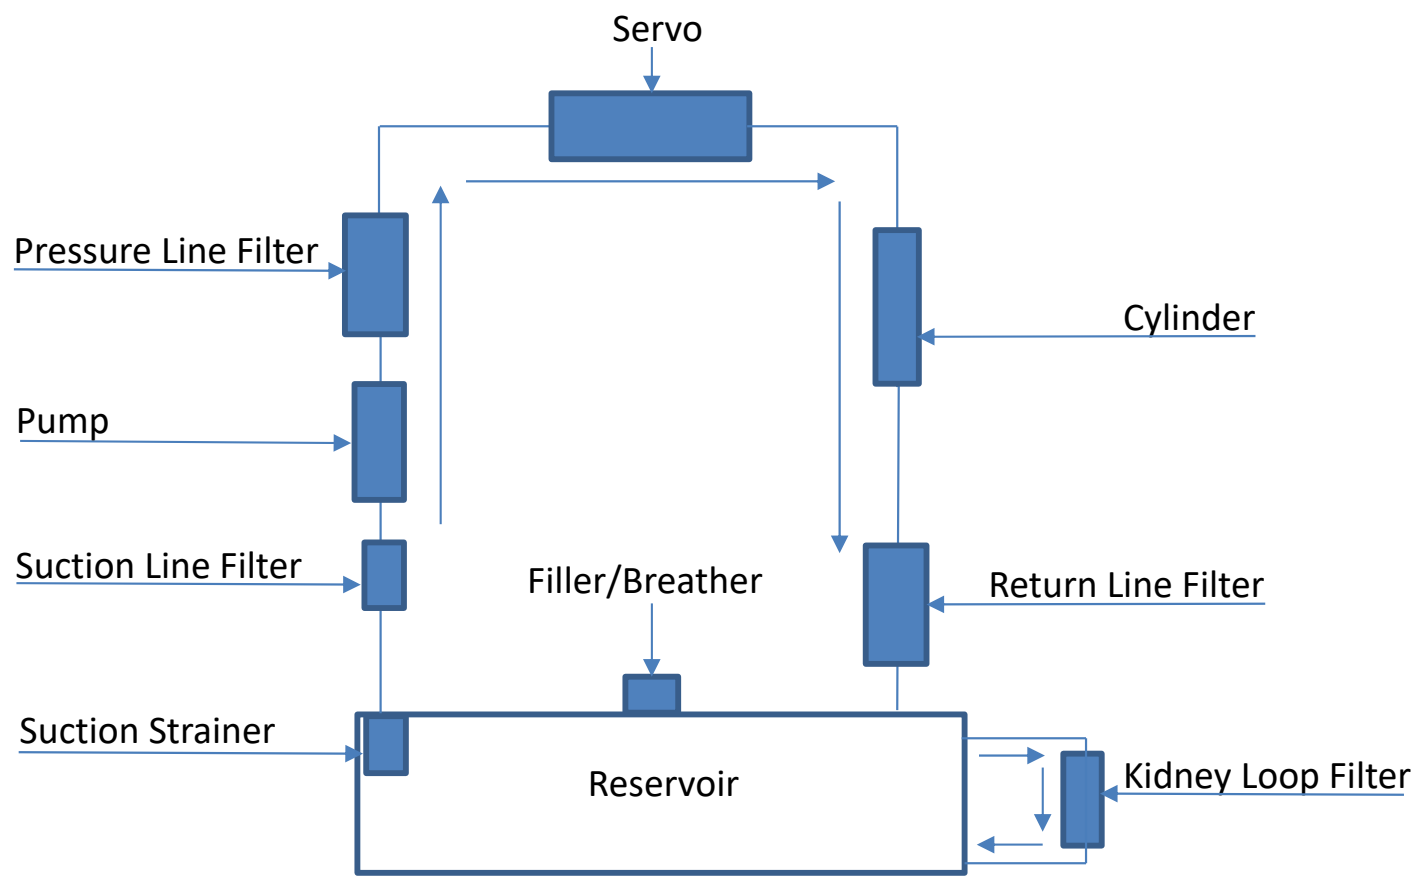 Servo
Pressure Line Filter
Cylinder
Pump
Suction Line Filter
Filler/Breather
Return Line Filter
Suction Strainer
Reservoir
Kidney Loop Filter